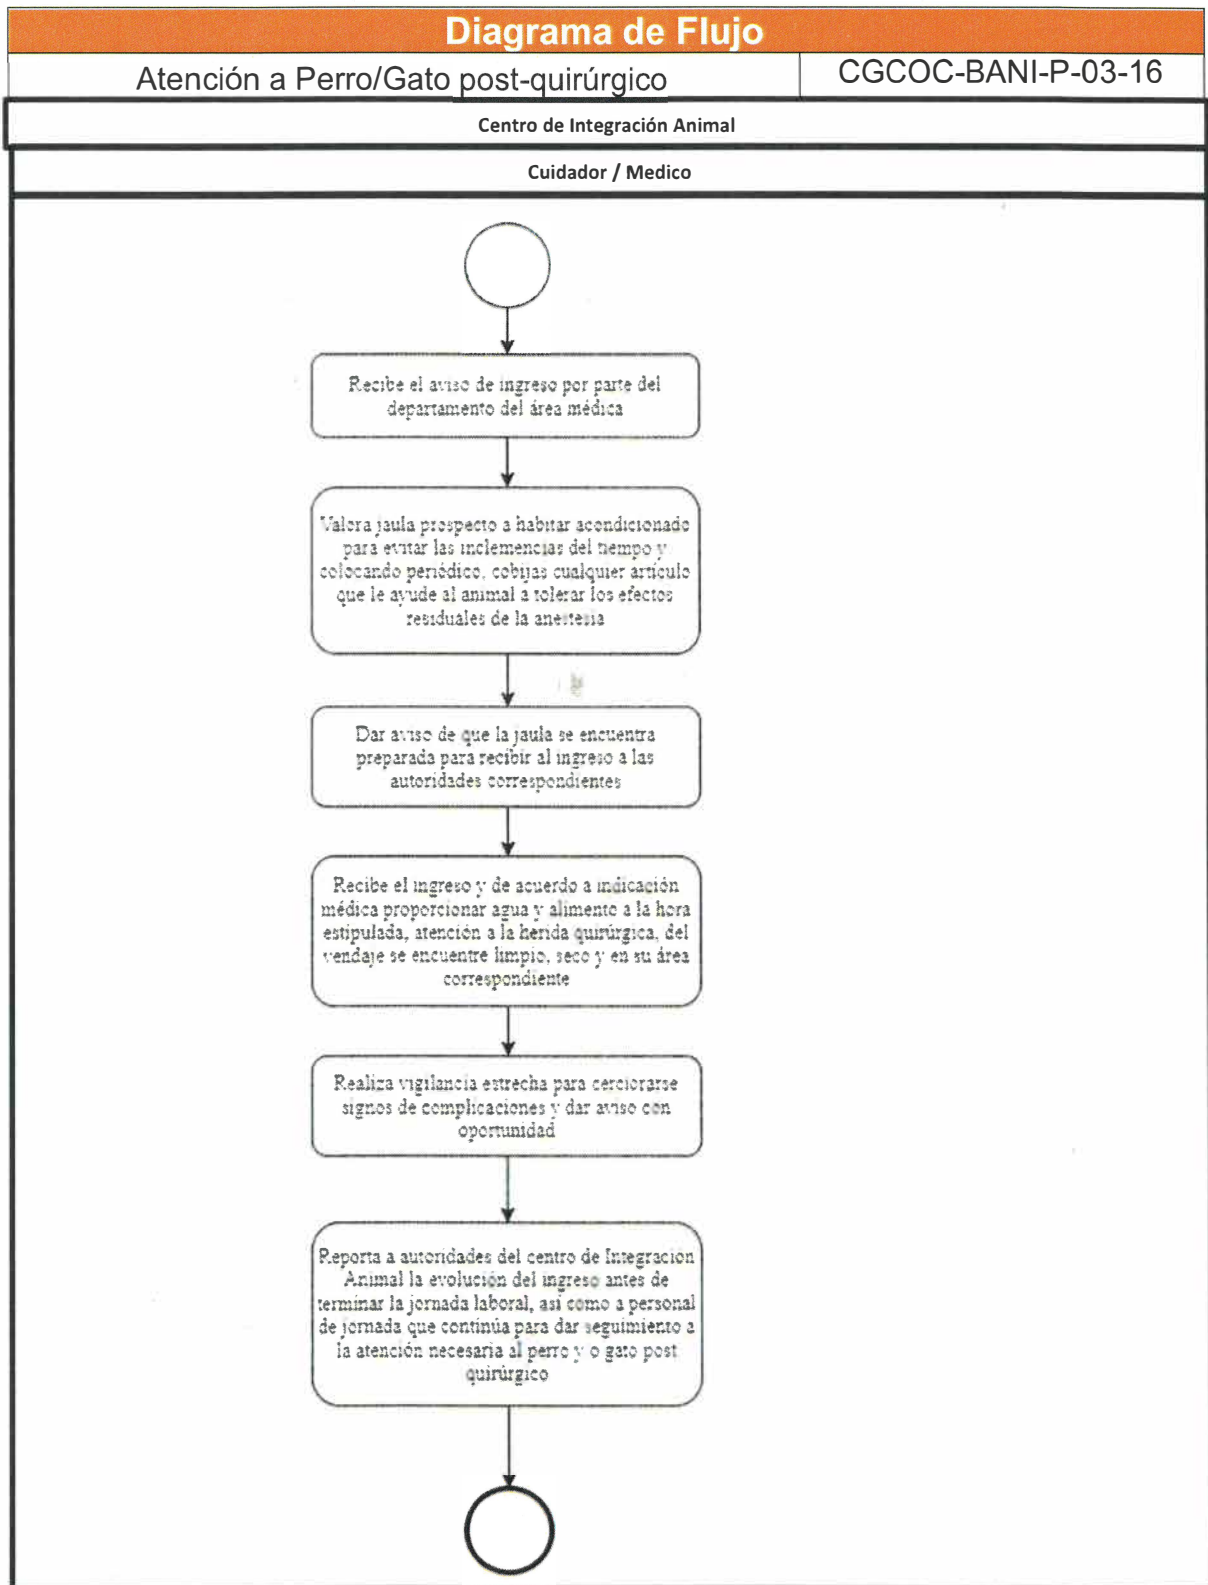 Diagrama de Flujo
Atención a Perro/Gato post-quirúrgico
CGCOC-BANI-P-03-16
Centro de Integración Animal
Cuidador / Medico
Recibe el aviso de ingreso por parte del
departamento del área médica
Valora jaula prospecto a habitar acondicionado
para evitar las inclemencias del tiempo y
colocando periódico, cobijas cualquier artículo
que le ayude al animal a tolerar los efectos
residuales de la anestesia
Dar aviso de que la jaula se encuentra
preparada para recibir al ingreso a las
autoridades correspondientes
Recibe el ingreso y de acuerdo a indicación
médica proporcionar agua y alimento a la hora
estipulada, atención a la herida quirúrgica, del
vendaje se encuentre limpio, seco y en su área
correspondiente
Realiza vigilancia estrecha para cerciorarse
signos de complicaciones y dar aviso con
oportunidad
Reporta a autoridades del centro de Integración
Animal la evolución del ingreso antes de
terminar la jornada laboral, así como a personal
de jornada que continúa para dar seguimiento a
la atención necesaria al perro y o gato post
quirúrgico